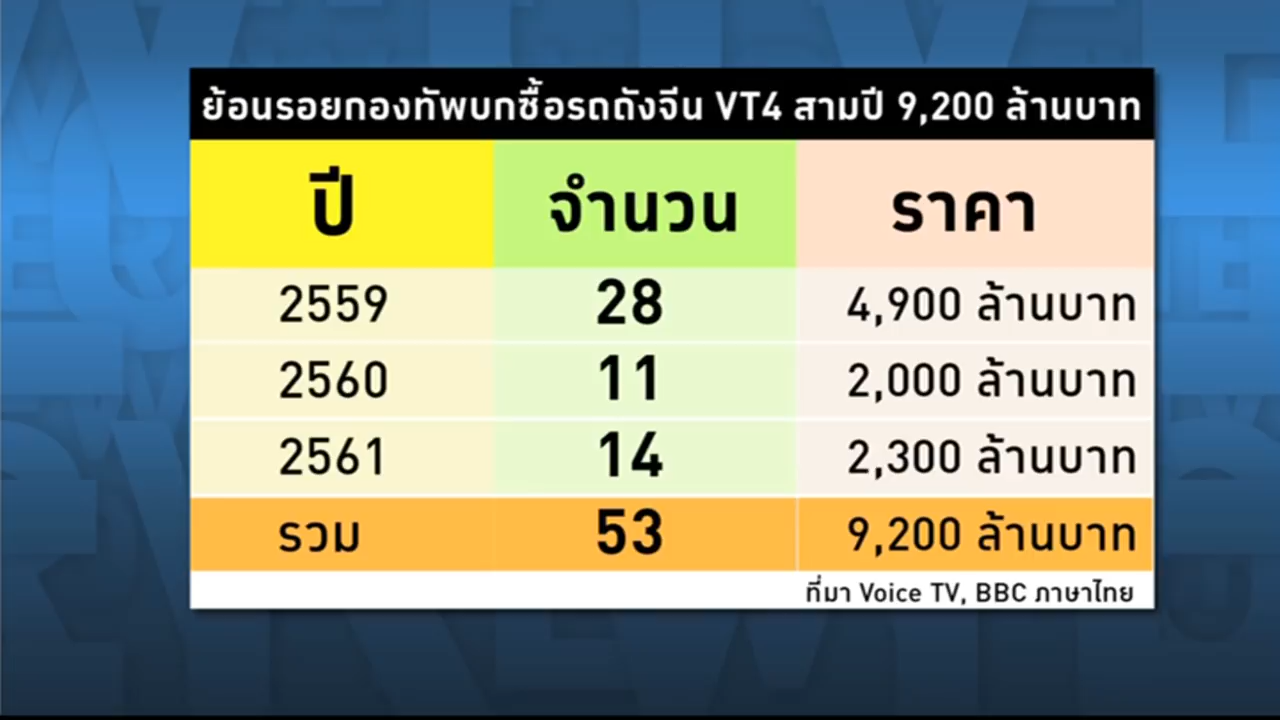 ย้อนรอยกองทัพบกซื้อรถถังจีน VT4 สามปี 9,200 ล้านบาท
ปี จำนวน ราคา
2559 28 4,900 ล้านบาท
2560 11 2,000 ล้านบาท
2561 14 2,300 ล้านบาท
รวม 53 9,200 ล้านบาท
ที่มา Voice TV, BBC ภาษาไทย